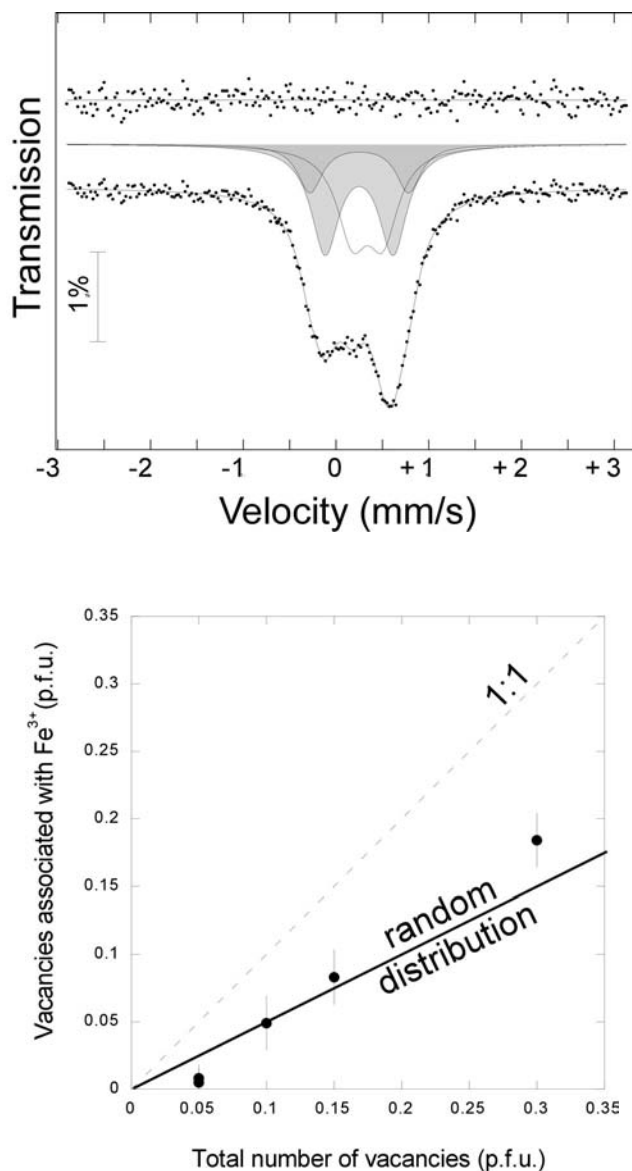 Transmission
1%
-3 -2 -1 0 +1 +2 +3
Velocity (mm/s)
Vacancies associated with Fe³⁺ (p.f.u.)
0.35
0.3
0.25
0.2
0.15
0.1
0.05
0
1:1
random
distribution
0 0.05 0.1 0.15 0.2 0.25 0.3 0.35
Total number of vacancies (p.f.u.)